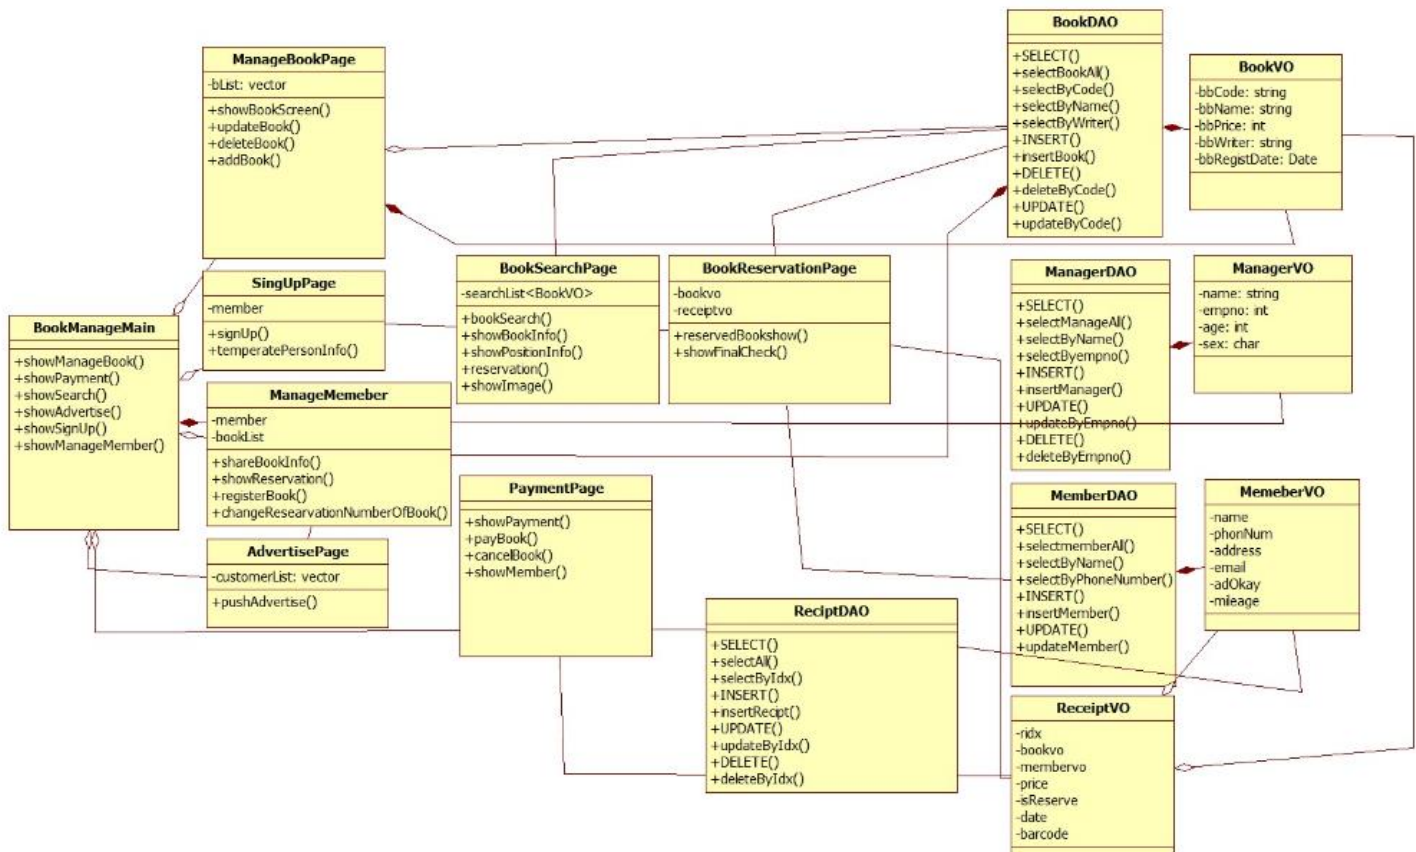 BookManageMain
+showManageBook()
+showPayment()
+showSearch()
+showAdvertise()
+showSignUp()
+showManageMember()
ManageBookPage
-bList: vector
+showBookScreen()
+updateBook()
+deleteBook()
+addBook()
SingUpPage
-member
+signUp()
+temperatePersonInfo()
ManageMemeber
-member
-bookList
+shareBookInfo()
+showReservation()
+registerBook()
+changeResearvationNumberOfBook()
AdvertisePage
-customerList: vector
+pushAdvertise()
BookSearchPage
-searchList<BookVO>
+bookSearch()
+showBookInfo()
+showPositionInfo()
+reservation()
+showImage()
BookReservationPage
-bookvo
-receiptvo
+reservedBookshow()
+showFinalCheck()
PaymentPage
+showPayment()
+payBook()
+cancelBook()
+showMember()
ReciptDAO
+SELECT()
+selectAll()
+selectByIdx()
+INSERT()
+insertRecipt()
+UPDATE()
+updateByIdx()
+DELETE()
+deleteByIdx()
BookDAO
+SELECT()
+selectBookAll()
+selectByCode()
+selectByName()
+selectByWriter()
+INSERT()
+insertBook()
+DELETE()
+deleteByCode()
+UPDATE()
+updateByCode()
BookVO
-bbCode: string
-bbName: string
-bbPrice: int
-bbWriter: string
-bbRegistDate: Date
ManagerDAO
+SELECT()
+selectManageAll()
+selectByName()
+selectByempno()
+INSERT()
+insertManager()
+UPDATE()
+updateByEmpno()
+DELETE()
+deleteByEmpno()
ManagerVO
-name: string
-empno: int
-age: int
-sex: char
MemberDAO
+SELECT()
+selectmemberAll()
+selectByName()
+selectByPhoneNumber()
+INSERT()
+insertMember()
+UPDATE()
+updateMember()
MemeberVO
-name
-phonNum
-address
-email
-adOkay
-mileage
ReceiptVO
-ridx
-bookvo
-membervo
-price
-isReserve
-date
-barcode